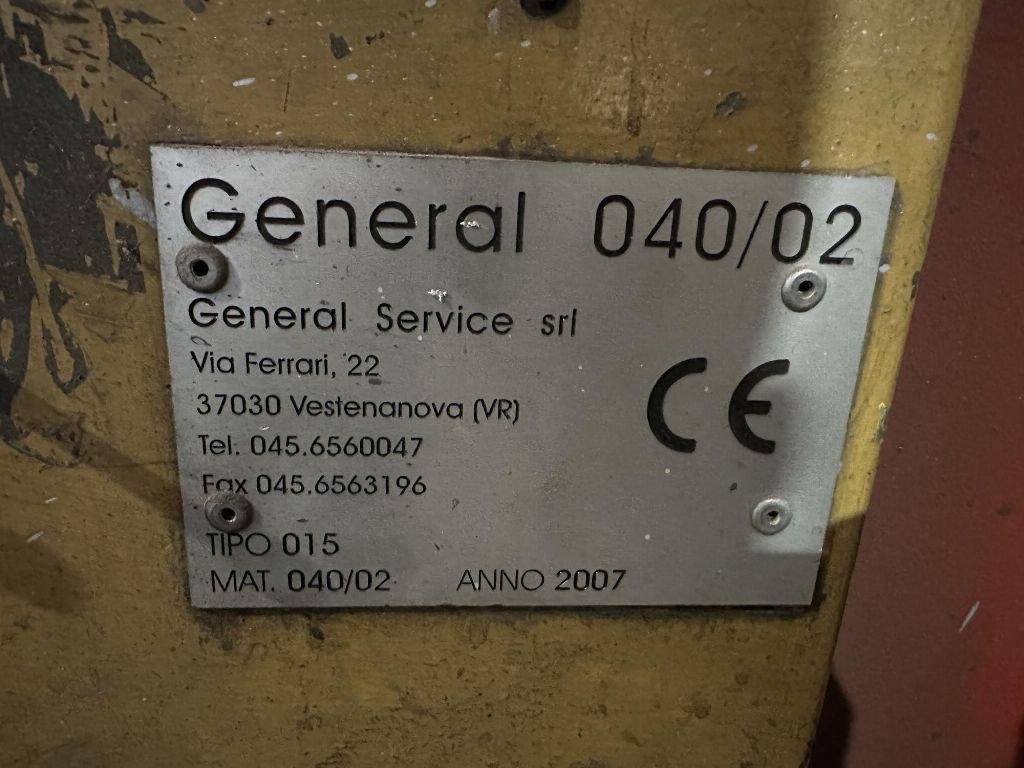 General 040/02
General Service srl
Via Ferrari, 22
37030 Vestenanova (VR)
Tel. 045.6560047
Fax 045.6563196
CE
TIPO 015
MAT. 040/02 ANNO 2007